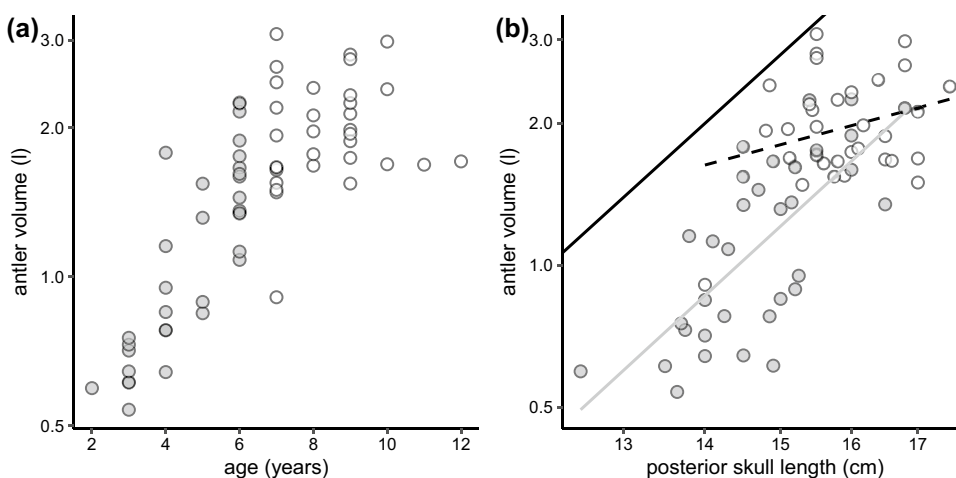 (a)
3.0
2.0
1.0
0.5
antler volume (l)
2 4 6 8 10 12
age (years)
(b)
3.0
2.0
1.0
0.5
antler volume (l)
13 14 15 16 17
posterior skull length (cm)